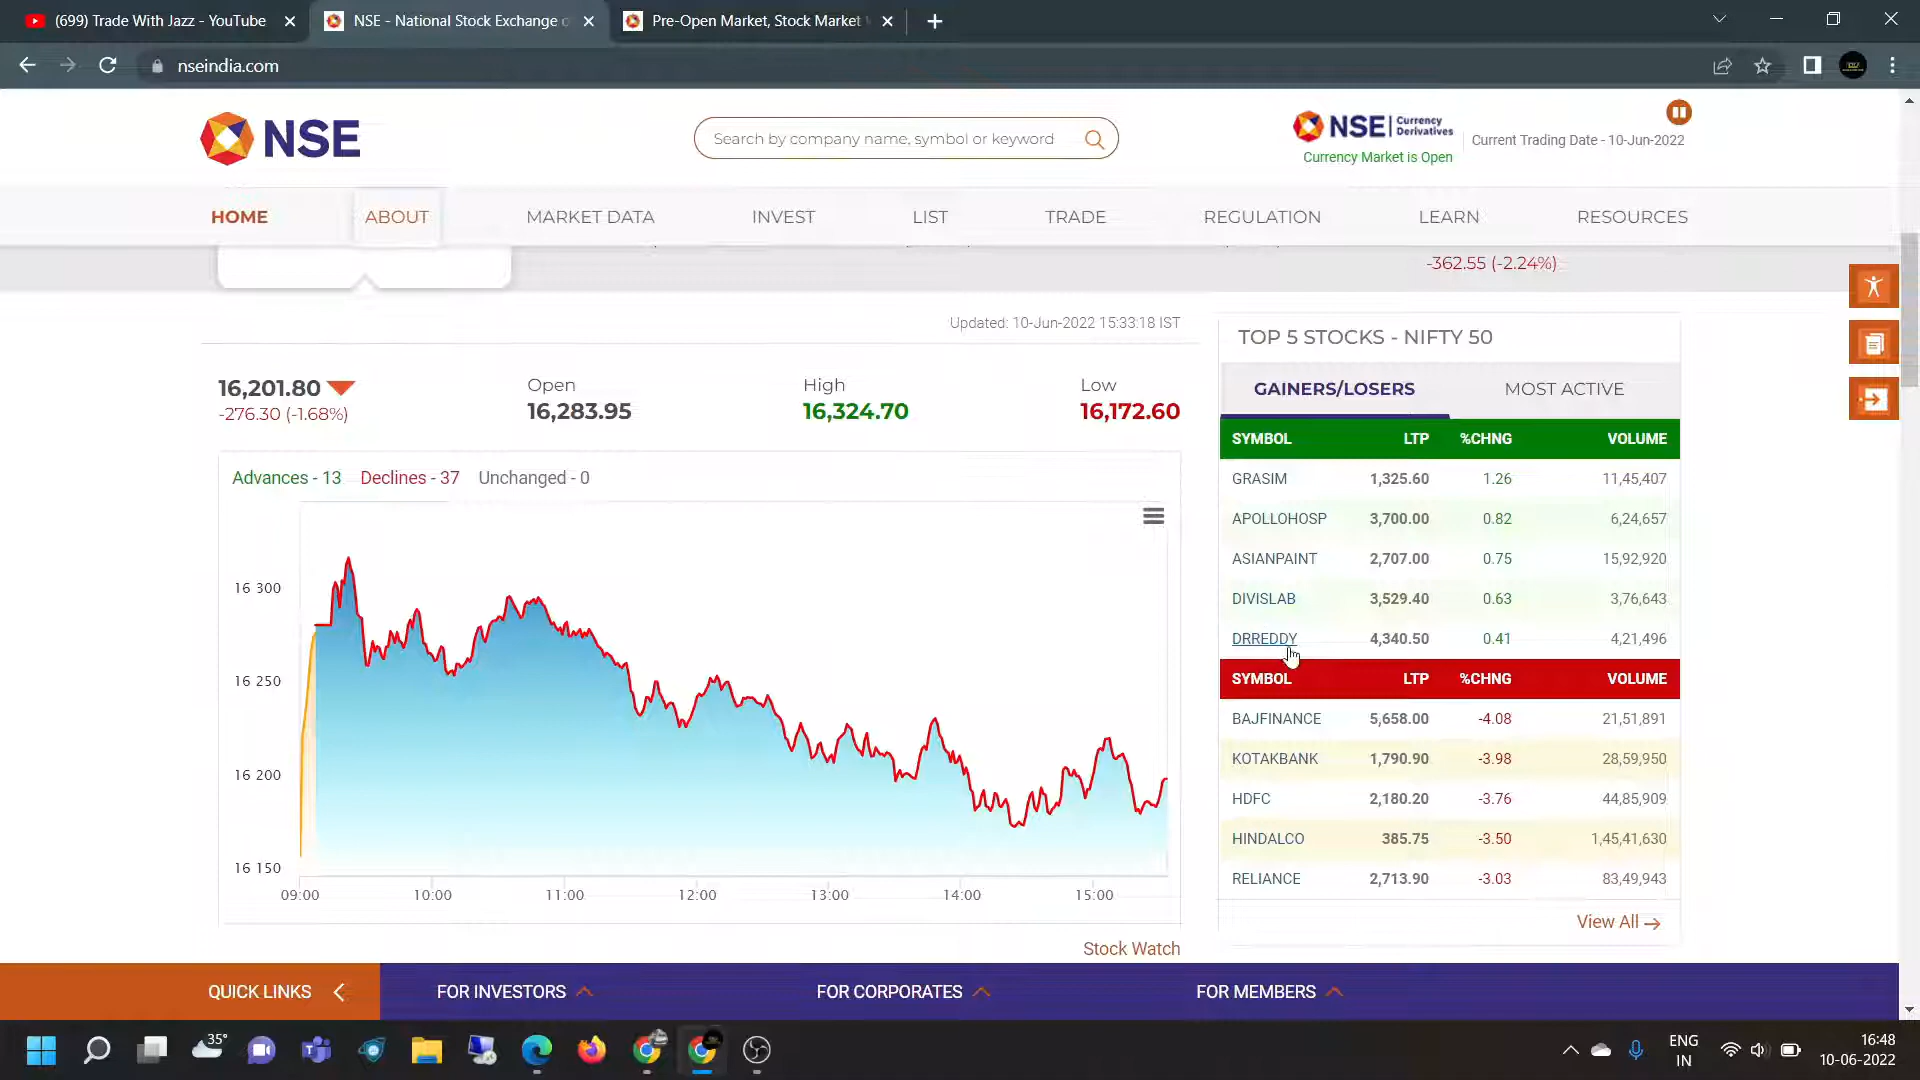 (699) Trade With Jazz - YouTube
NSE - National Stock Exchange o
Pre-Open Market, Stock Market
nseindia.com
NSE
Search by company name, symbol or keyword
NSE Currency Derivatives
Currency Market is Open
Current Trading Date - 10-Jun-2022
HOME ABOUT MARKET DATA INVEST LIST TRADE REGULATION LEARN RESOURCES
-362.55 (-2.24%)
Updated: 10-Jun-2022 15:33:18 IST
16,201.80
-276.30 (-1.68%)
Open
16,283.95
High
16,324.70
Low
16,172.60
Advances - 13 Declines - 37 Unchanged - 0
16 300
16 250
16 200
16 150
09:00 10:00 11:00 12:00 13:00 14:00 15:00
Stock Watch
TOP 5 STOCKS - NIFTY 50
GAINERS/LOSERS MOST ACTIVE
SYMBOL LTP %CHNG VOLUME
GRASIM 1,325.60 1.26 11,45,407
APOLLOHOSP 3,700.00 0.82 6,24,657
ASIANPAINT 2,707.00 0.75 15,92,920
DIVISLAB 3,529.40 0.63 3,76,643
DRREDDY 4,340.50 0.41 4,21,496
SYMBOL LTP %CHNG VOLUME
BAJFINANCE 5,658.00 -4.08 21,51,891
KOTAKBANK 1,790.90 -3.98 28,59,950
HDFC 2,180.20 -3.76 44,85,909
HINDALCO 385.75 -3.50 1,45,41,630
RELIANCE 2,713.90 -3.03 83,49,943
View All
QUICK LINKS FOR INVESTORS FOR CORPORATES FOR MEMBERS
35°
ENG
IN
16:48
10-06-2022